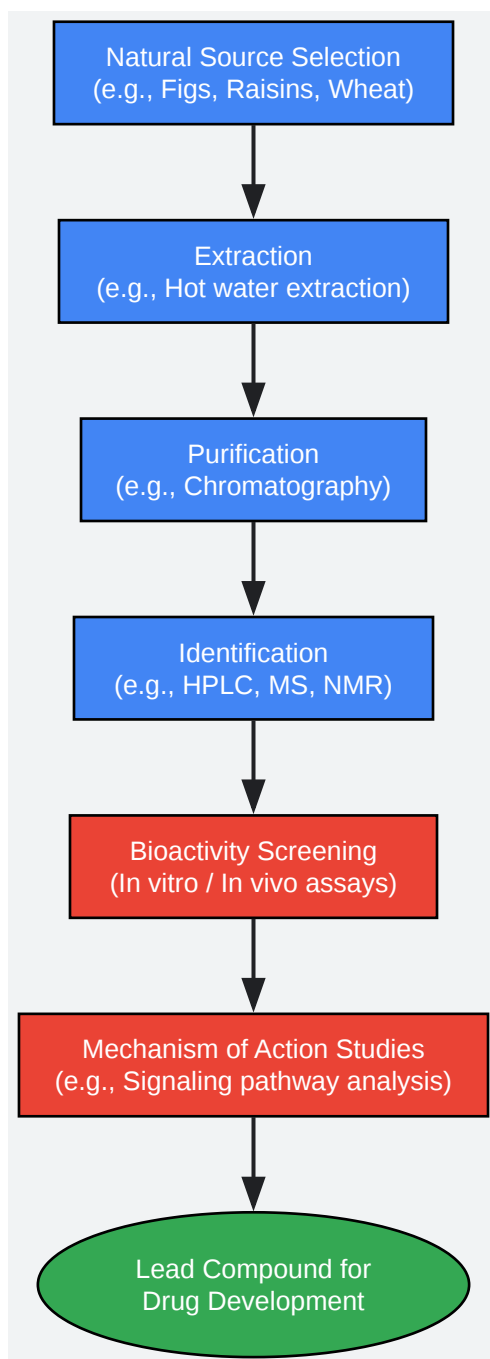 Natural Source Selection
(e.g., Figs, Raisins, Wheat)
Extraction
(e.g., Hot water extraction)
Purification
(e.g., Chromatography)
Identification
(e.g., HPLC, MS, NMR)
Bioactivity Screening
(In vitro / In vivo assays)
Mechanism of Action Studies
(e.g., Signaling pathway analysis)
Lead Compound for
Drug Development